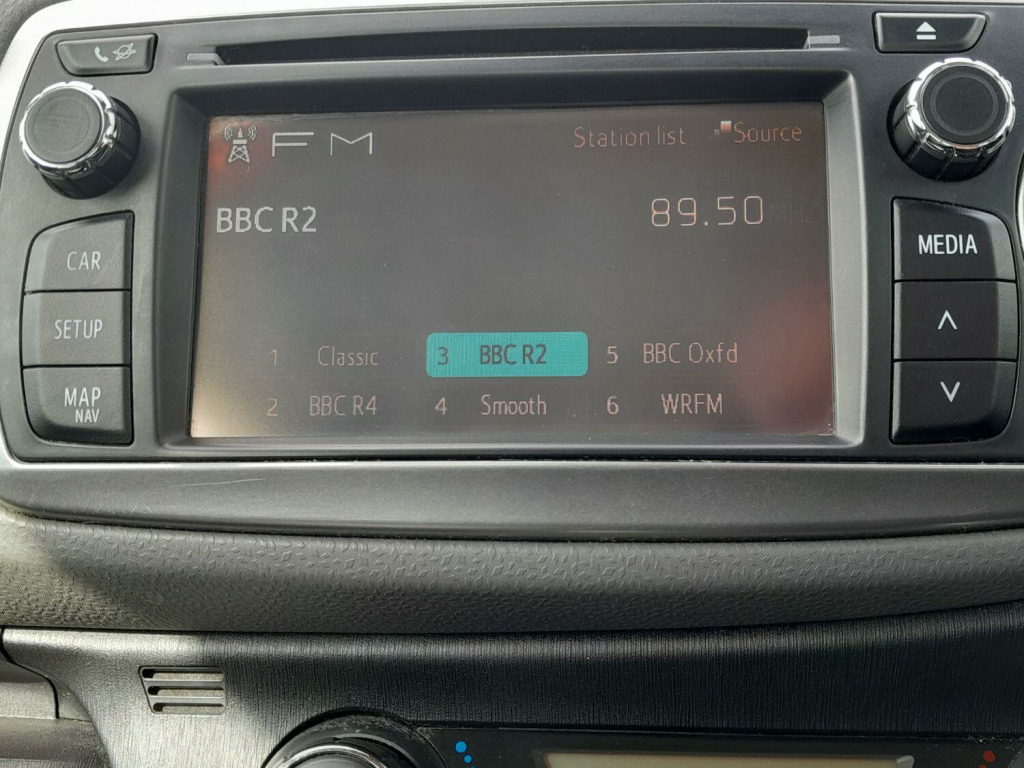 FM Station list Source
BBC R2 89.50 MHz
CAR
SETUP
MAP NAV
MEDIA
1 Classic 3 BBC R2 5 BBC Oxfd
2 BBC R4 4 Smooth 6 WRFM